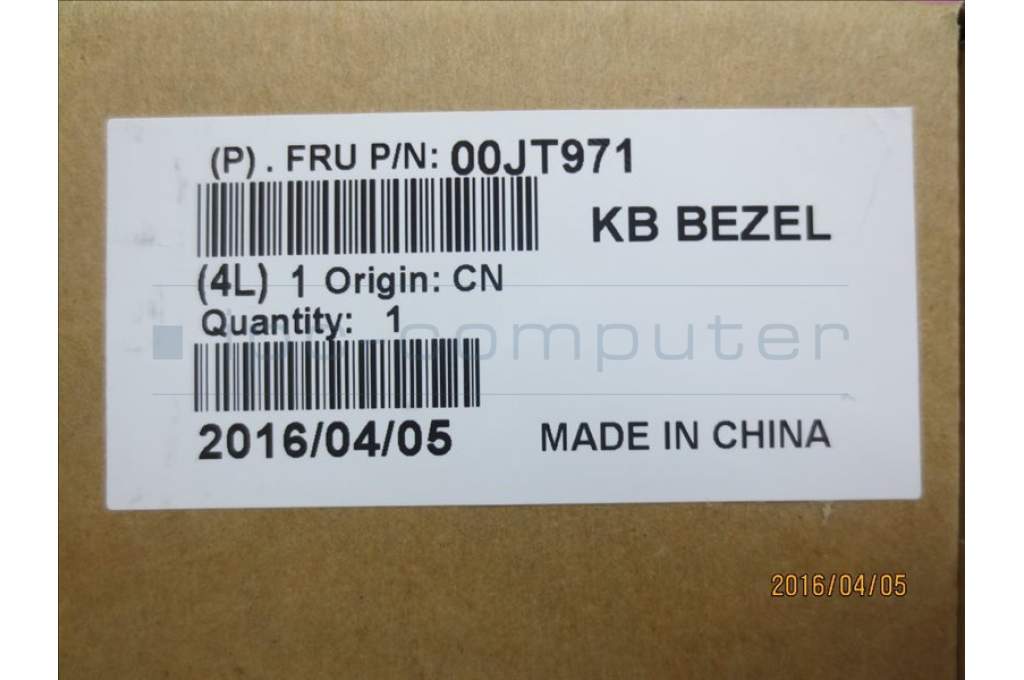 (P) . FRU P/N: 00JT971
KB BEZEL
(4L) 1 Origin: CN
Quantity: 1
computer
2016/04/05
MADE IN CHINA
2016/04/05